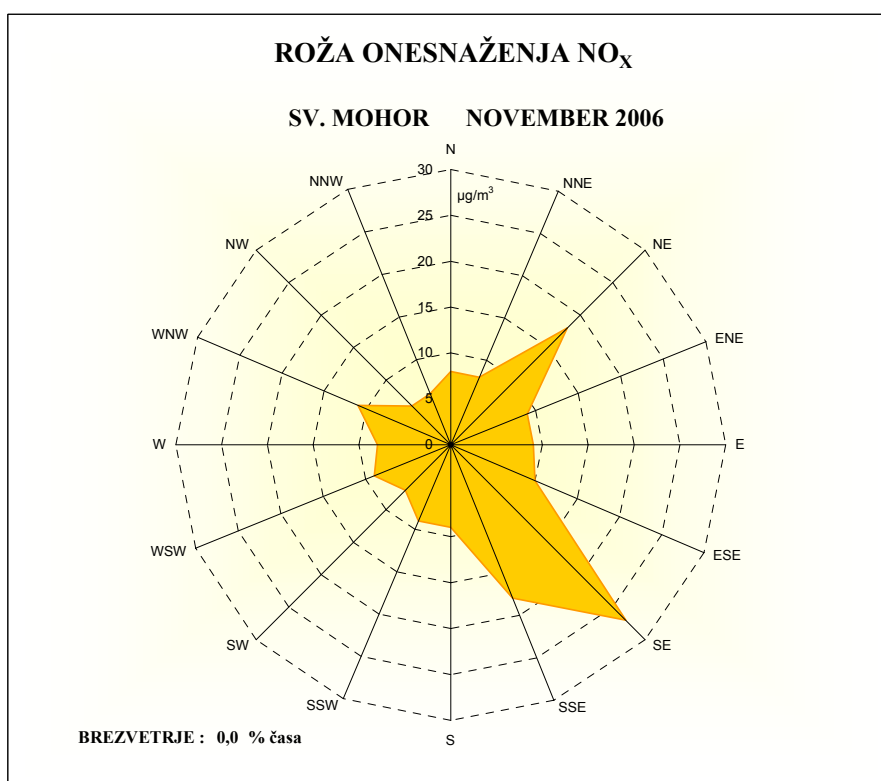 ROŽA ONESNAŽENJA NOX
SV. MOHOR NOVEMBER 2006
N
30
NNW
NNE
µg/m³
25
NW
NE
20
15
WNW
ENE
10
5
W
0
E
WSW
ESE
SW
SE
SSW
SSE
S
BREZVETRJE : 0,0 % časa